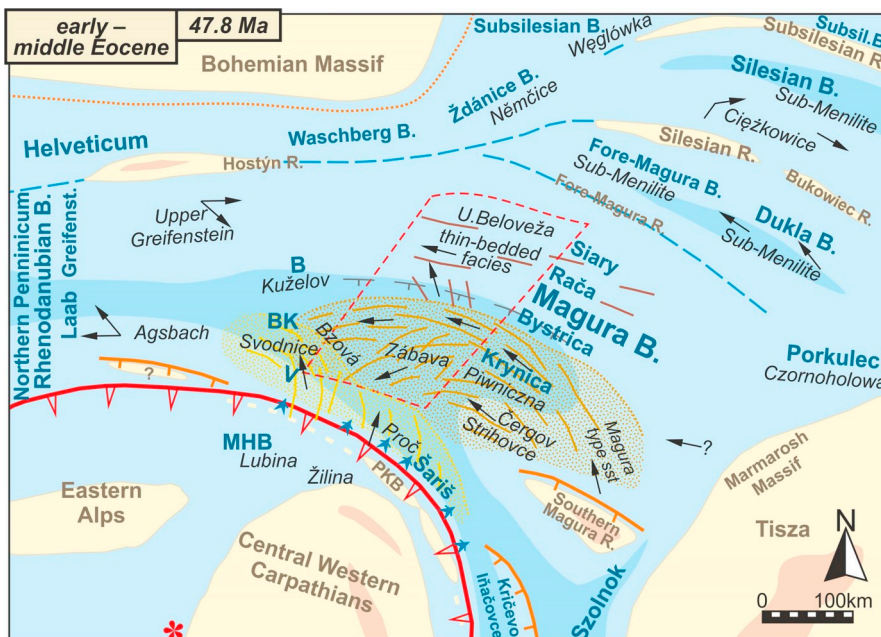 early –
middle Eocene
47.8 Ma
Bohemian Massif
Subsilesian B.
Węglówka
Subsil.B
Subsilesian R.
Silesian B.
Sub-Menilite
Ciężkowice
Silesian R.
Ždánice B.
Němčice
Waschberg B.
Helveticum
Hostýn R.
Fore-Magura B.
Sub-Menilite
Fore-Magura R.
Bukowiec R.
Dukla B.
Sub-Menilite
Northern Penninicum
Rhenodanubian B.
Laab
Greifenst.
Upper
Greifenstein
U.Beloveža
thin-bedded
facies
Siary
Rača
Magura B.
Bystrica
B
Kuželov
BK
Svodnice
V
Bzová
Zábava
Krynica
Piwniczna
Čergov
Strihovce
Magura
type sst
Agsbach
?
Porkulec
Czornoholowa
?
Proč
Šariš
MHB
Lubina
Žilina
PKB
Southern
Magura R.
Marmarosh
Massif
Tisza
Eastern
Alps
Central Western
Carpathians
Kričevo
Iňačovce
Szolnok
N
0 100km
*